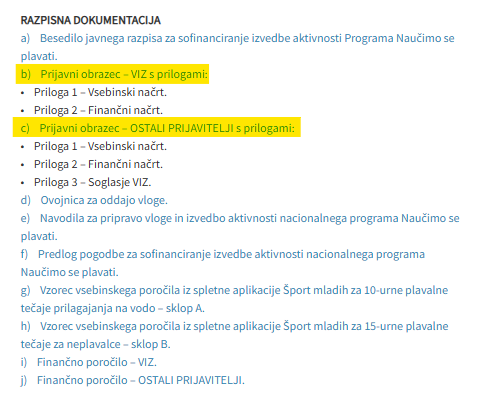 RAZPISNA DOKUMENTACIJA
a) Besedilo javnega razpisa za sofinanciranje izvedbe aktivnosti Programa Naučimo se
plavati.
b) Prijavni obrazec – VIZ s prilogami:
• Priloga 1 – Vsebinski načrt.
• Priloga 2 – Finančni načrt.
c) Prijavni obrazec – OSTALI PRIJAVITELJI s prilogami:
• Priloga 1 – Vsebinski načrt.
• Priloga 2 – Finančni načrt.
• Priloga 3 – Soglasje VIZ.
d) Ovojnica za oddajo vloge.
e) Navodila za pripravo vloge in izvedbo aktivnosti nacionalnega programa Naučimo se
plavati.
f) Predlog pogodbe za sofinanciranje izvedbe aktivnosti nacionalnega programa
Naučimo se plavati.
g) Vzorec vsebinskega poročila iz spletne aplikacije Šport mladih za 10-urne plavalne
tečaje prilagajanja na vodo – sklop A.
h) Vzorec vsebinskega poročila iz spletne aplikacije Šport mladih za 15-urne plavalne
tečaje za neplavalce – sklop B.
i) Finančno poročilo – VIZ.
j) Finančno poročilo – OSTALI PRIJAVITELJI.